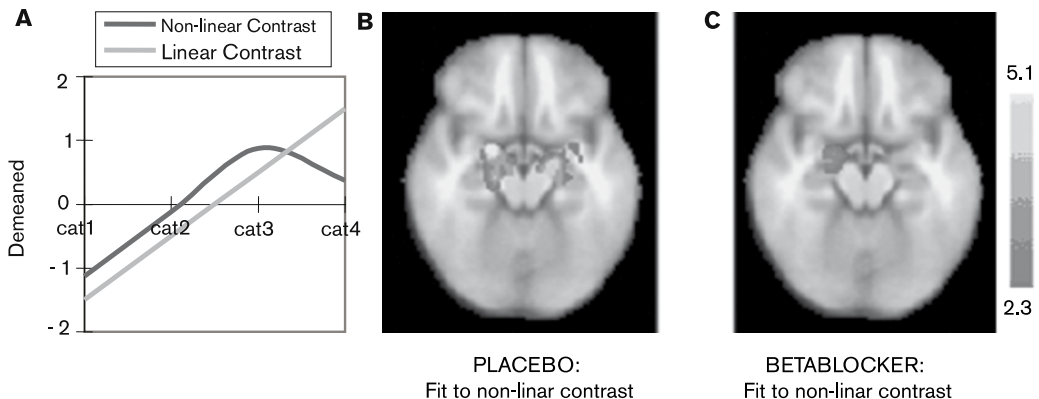 A
Non-linear Contrast
Linear Contrast
Demeaned
2
1
0
-1
-2
cat1
cat2
cat3
cat4
B
PLACEBO:
Fit to non-linar contrast
C
BETABLOCKER:
Fit to non-linar contrast
5.1
2.3